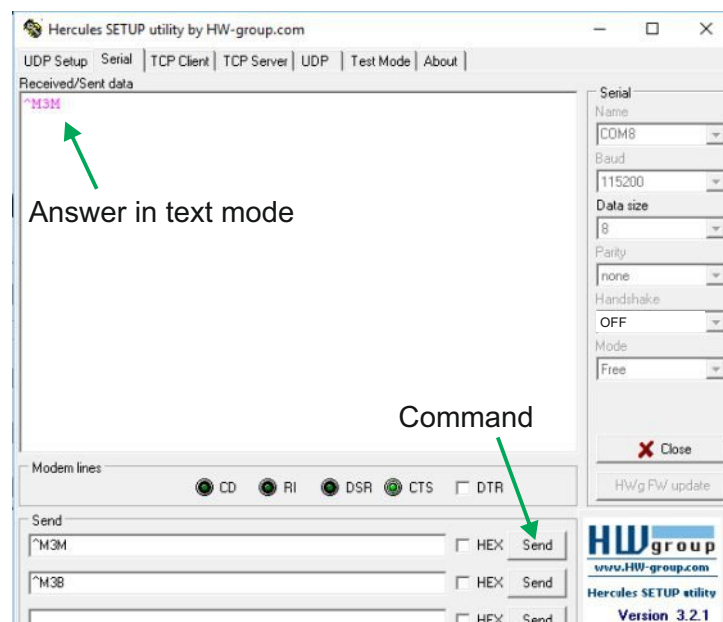 Hercules SETUP utility by HW-group.com
UDP Setup Serial TCP Client TCP Server UDP Test Mode About
Received/Sent data
^M3M
Answer in text mode
Serial
Name
COM8
Baud
115200
Data size
8
Parity
none
Handshake
OFF
Mode
Free
Command
Close
HWg FW update
Modem lines
CD RI DSR CTS DTR
Send
^M3M HEX Send
^M3B HEX Send
HEX Send
HWgroup
www.HW-group.com
Hercules SETUP utility
Version 3.2.1